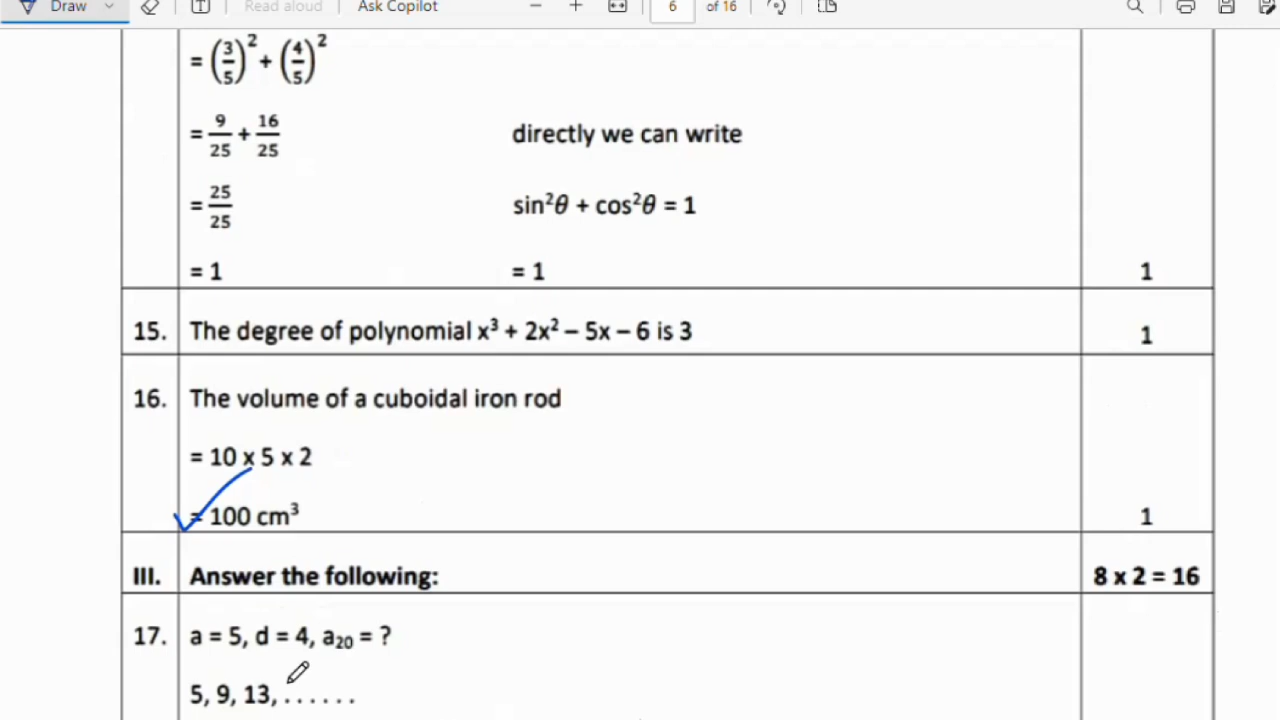 Draw Read aloud Ask Copilot 6 of 16
= (3/5)² + (4/5)²
= 9/25 + 16/25 directly we can write
= 25/25 sin²θ + cos²θ = 1
= 1 = 1 1
15. The degree of polynomial x³ + 2x² – 5x – 6 is 3 1
16. The volume of a cuboidal iron rod
= 10 x 5 x 2
= 100 cm³ 1
III. Answer the following: 8 x 2 = 16
17. a = 5, d = 4, a₂₀ = ?
5, 9, 13, . . . . . .